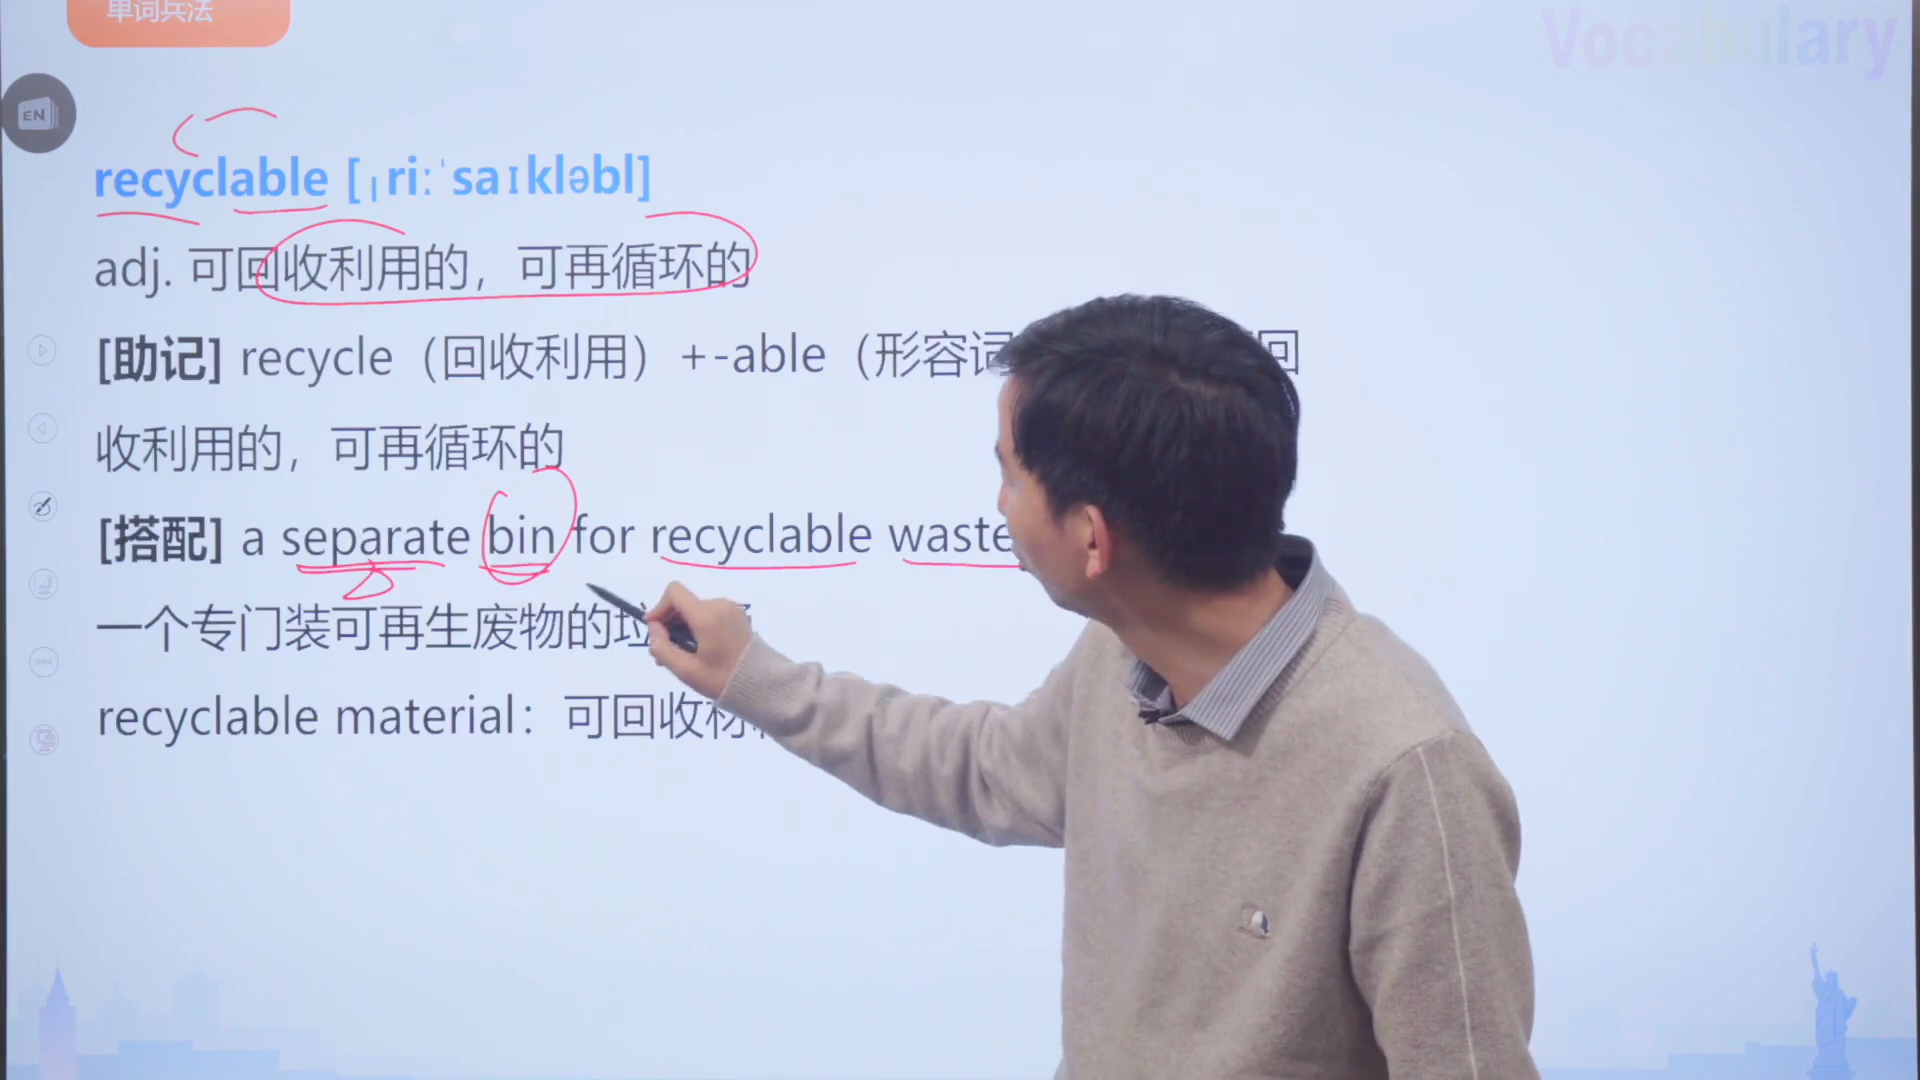 单词兵法
Vocabulary
EN
recyclable [ˌriːˈsaɪkləbl]
adj. 可回收利用的，可再循环的
[助记] recycle（回收利用）+-able（形容词 回
收利用的，可再循环的
[搭配] a separate bin for recyclable waste
一个专门装可再生废物的垃
recyclable material：可回收材